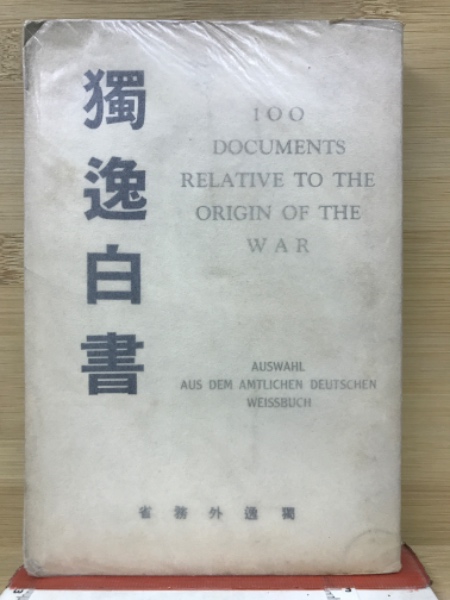 獨逸白書
100
DOCUMENTS
RELATIVE TO THE
ORIGIN OF THE
WAR
AUSWAHL
AUS DEM AMTLICHEN DEUTSCHEN
WEISSBUCH
省務外逸獨